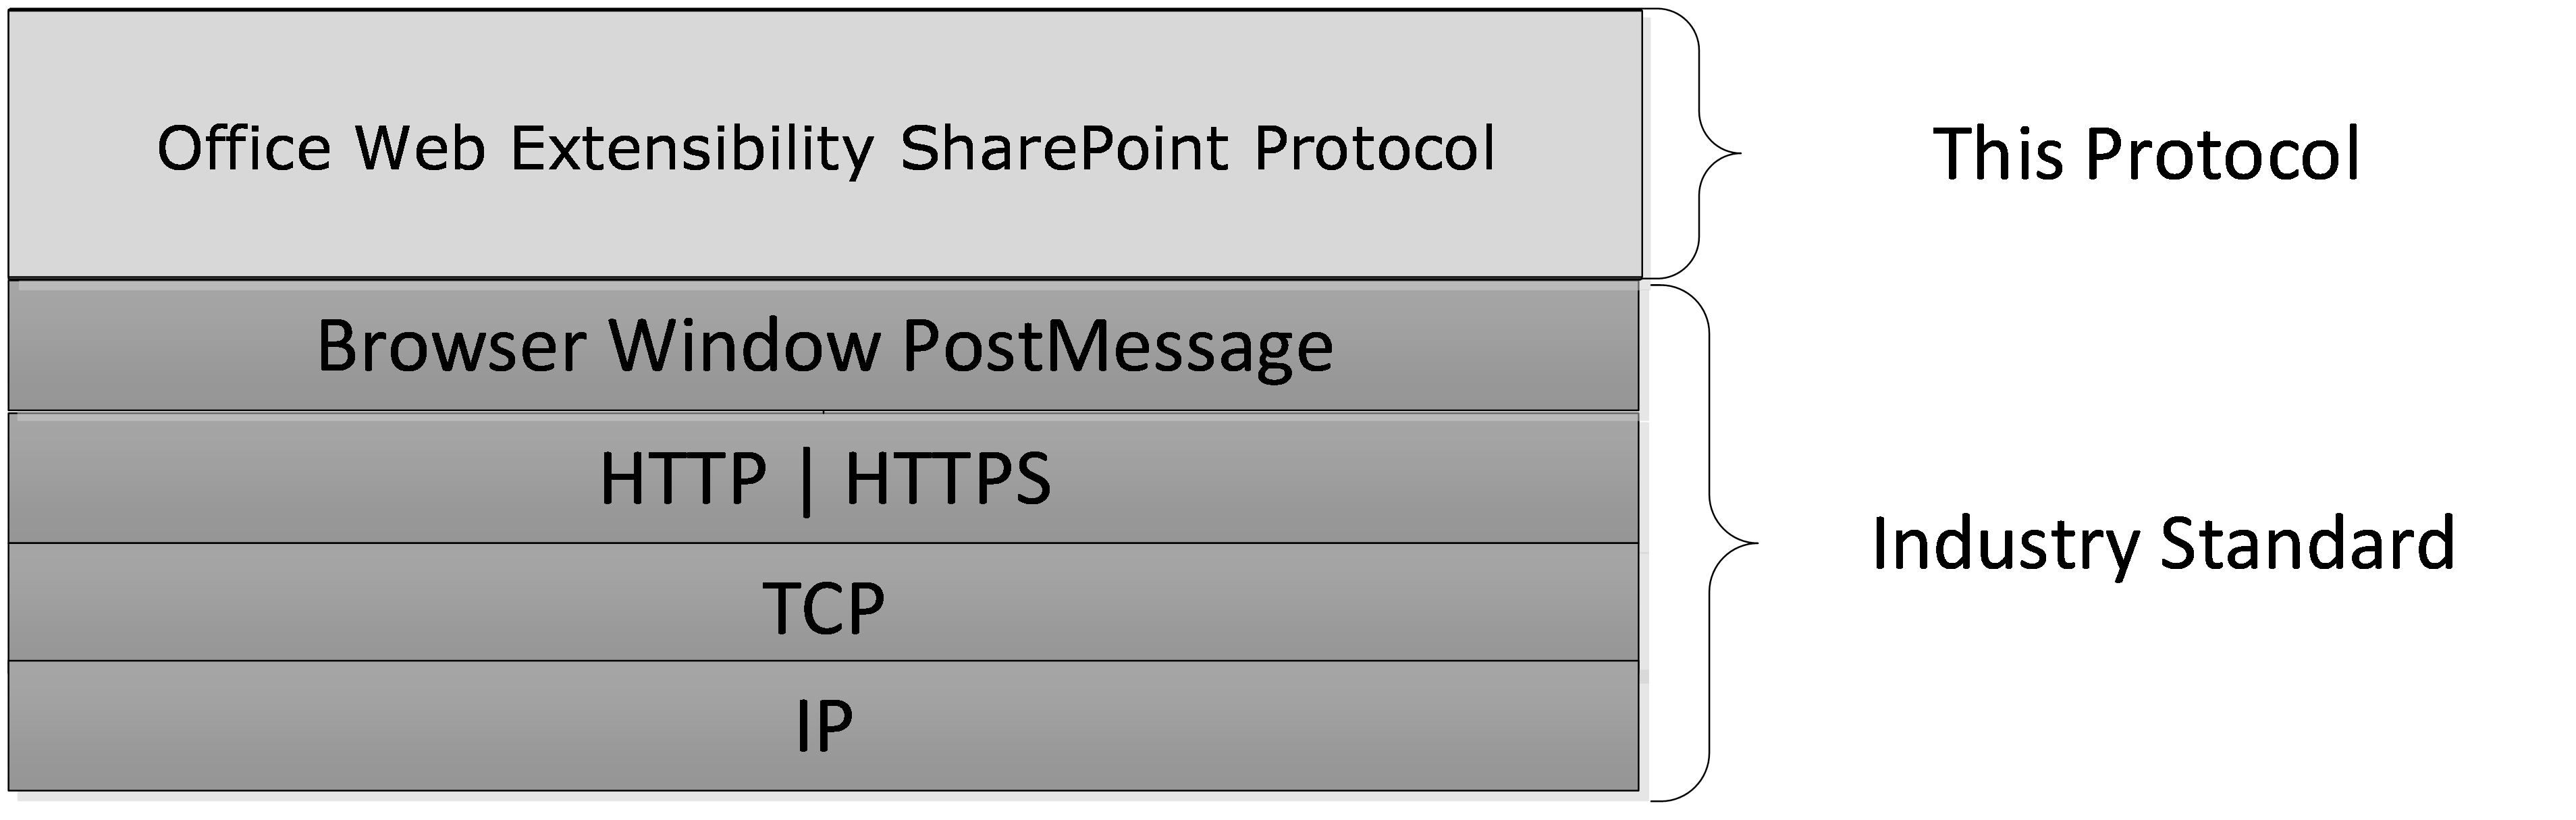 Office Web Extensibility SharePoint Protocol
This Protocol
Browser Window PostMessage
HTTP | HTTPS
Industry Standard
TCP
IP